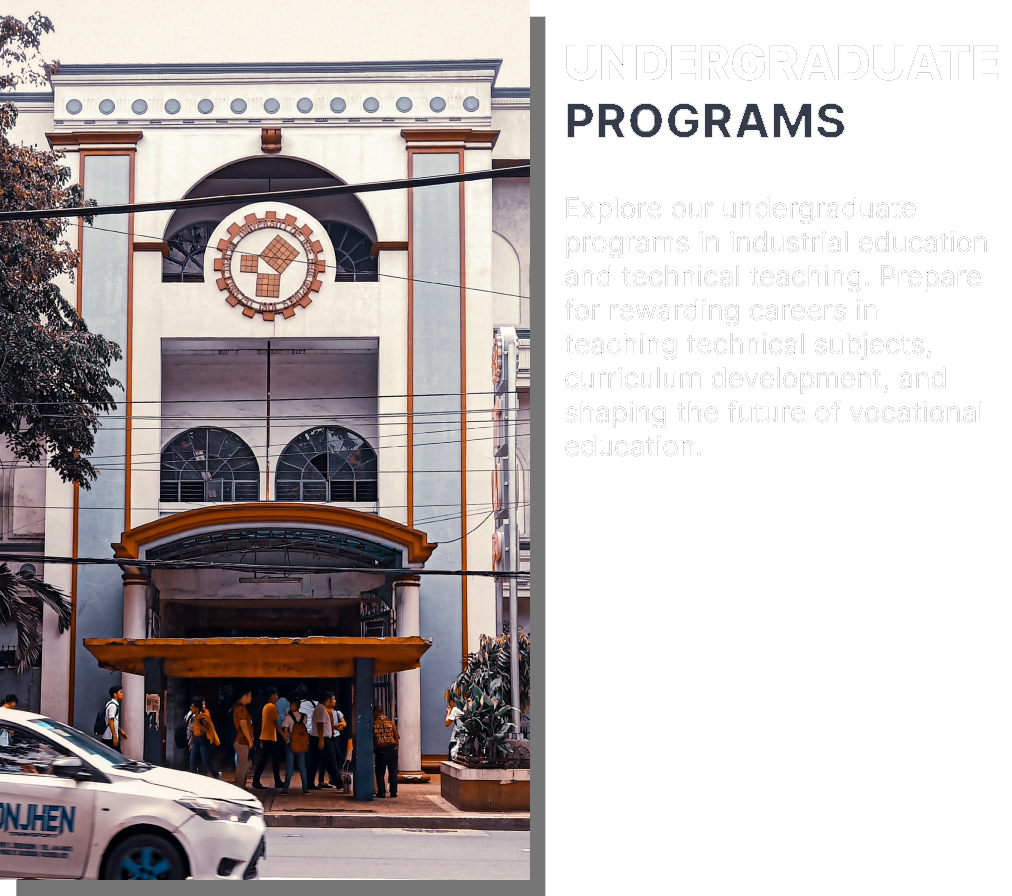 UNDERGRADUATE
PROGRAMS
Explore our undergraduate
programs in industrial education
and technical teaching. Prepare
for rewarding careers in
teaching technical subjects,
curriculum development, and
shaping the future of vocational
education.
ONJHEN